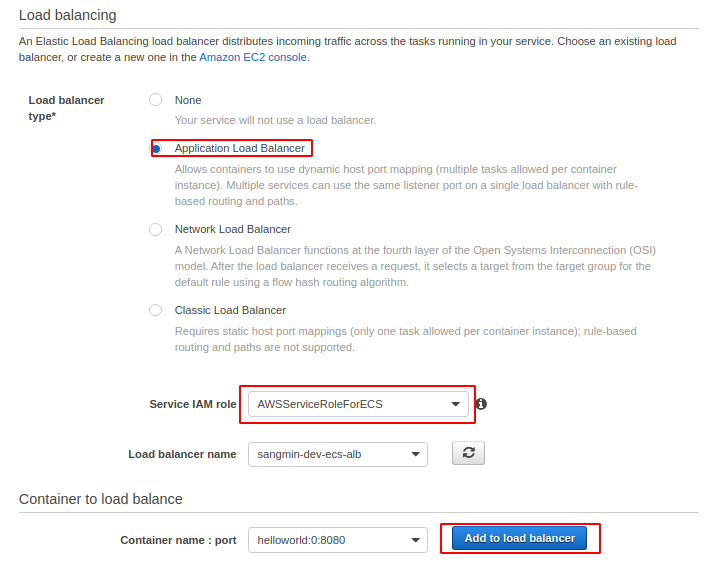 Load balancing
An Elastic Load Balancing load balancer distributes incoming traffic across the tasks running in your service. Choose an existing load
balancer, or create a new one in the Amazon EC2 console.
Load balancer
type*
None
Your service will not use a load balancer.
Application Load Balancer
Allows containers to use dynamic host port mapping (multiple tasks allowed per container
instance). Multiple services can use the same listener port on a single load balancer with rule-
based routing and paths.
Network Load Balancer
A Network Load Balancer functions at the fourth layer of the Open Systems Interconnection (OSI)
model. After the load balancer receives a request, it selects a target from the target group for the
default rule using a flow hash routing algorithm.
Classic Load Balancer
Requires static host port mappings (only one task allowed per container instance); rule-based
routing and paths are not supported.
Service IAM role AWSServiceRoleForECS
Load balancer name sangmin-dev-ecs-alb
Container to load balance
Container name : port helloworld:0:8080 Add to load balancer